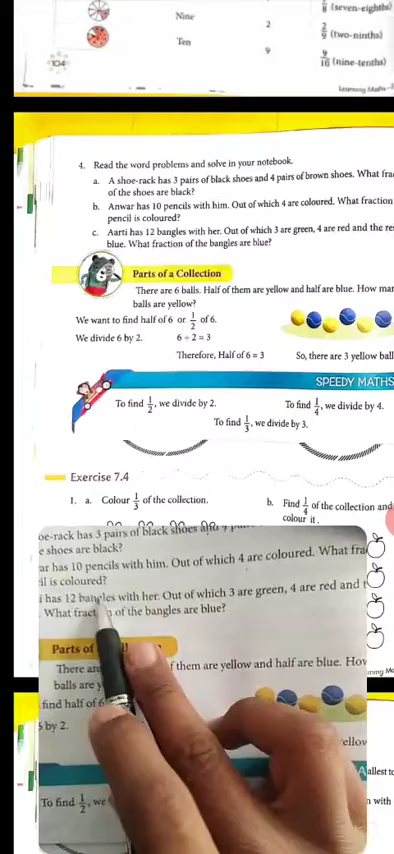 Nine
2
8 (seven-eighths)
Ten
9
2/9 (two-ninths)
9/10 (nine-tenths)
104
Learning Maths
4. Read the word problems and solve in your notebook.
a. A shoe-rack has 3 pairs of black shoes and 4 pairs of brown shoes. What fra
of the shoes are black?
b. Anwar has 10 pencils with him. Out of which 4 are coloured. What fraction
pencil is coloured?
c. Aarti has 12 bangles with her. Out of which 3 are green, 4 are red and the re
blue. What fraction of the bangles are blue?
Parts of a Collection
There are 6 balls. Half of them are yellow and half are blue. How mar
balls are yellow?
We want to find half of 6 or 1/2 of 6.
We divide 6 by 2. 6 ÷ 2 = 3
Therefore, Half of 6 = 3 So, there are 3 yellow ball
SPEEDY MATHS
To find 1/2, we divide by 2. To find 1/4, we divide by 4.
To find 1/3, we divide by 3.
Exercise 7.4
1. a. Colour 1/3 of the collection. b. Find 1/4 of the collection and
colour it.
oe-rack has 3 pairs of black shoes and 4
e shoes are black?
ar has 10 pencils with him. Out of which 4 are coloured. What fra
il is coloured?
i has 12 bangles with her. Out of which 3 are green, 4 are red and
What fract of the bangles are blue?
Parts of
There are f them are yellow and half are blue. How
balls are y
find half of 6
by 2.
ellow
allest to
To find 1/2, we
with